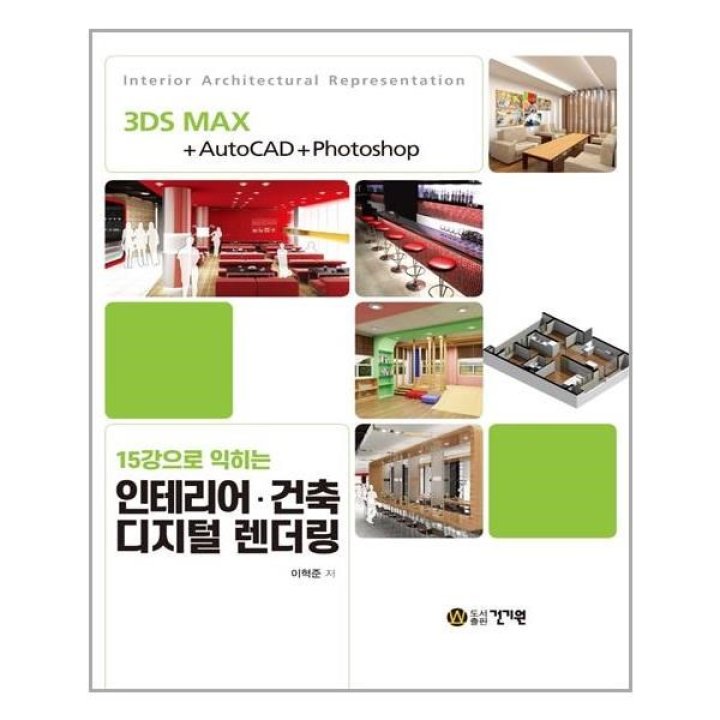 Interior Architectural Representation
3DS MAX
+AutoCAD+Photoshop
15강으로 익히는
인테리어·건축
디지털 렌더링
이혁준 저
W 도서출판 건기원